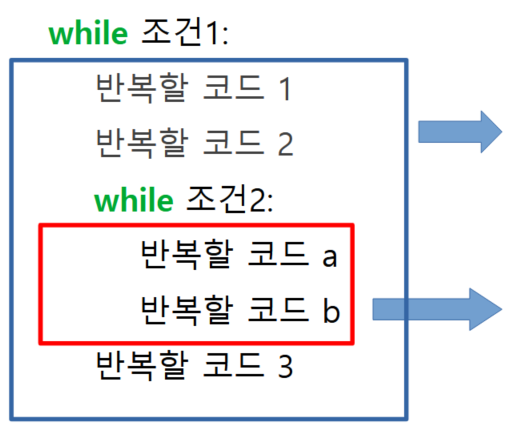 while 조건1:
반복할 코드 1
반복할 코드 2
while 조건2:
반복할 코드 a
반복할 코드 b
반복할 코드 3